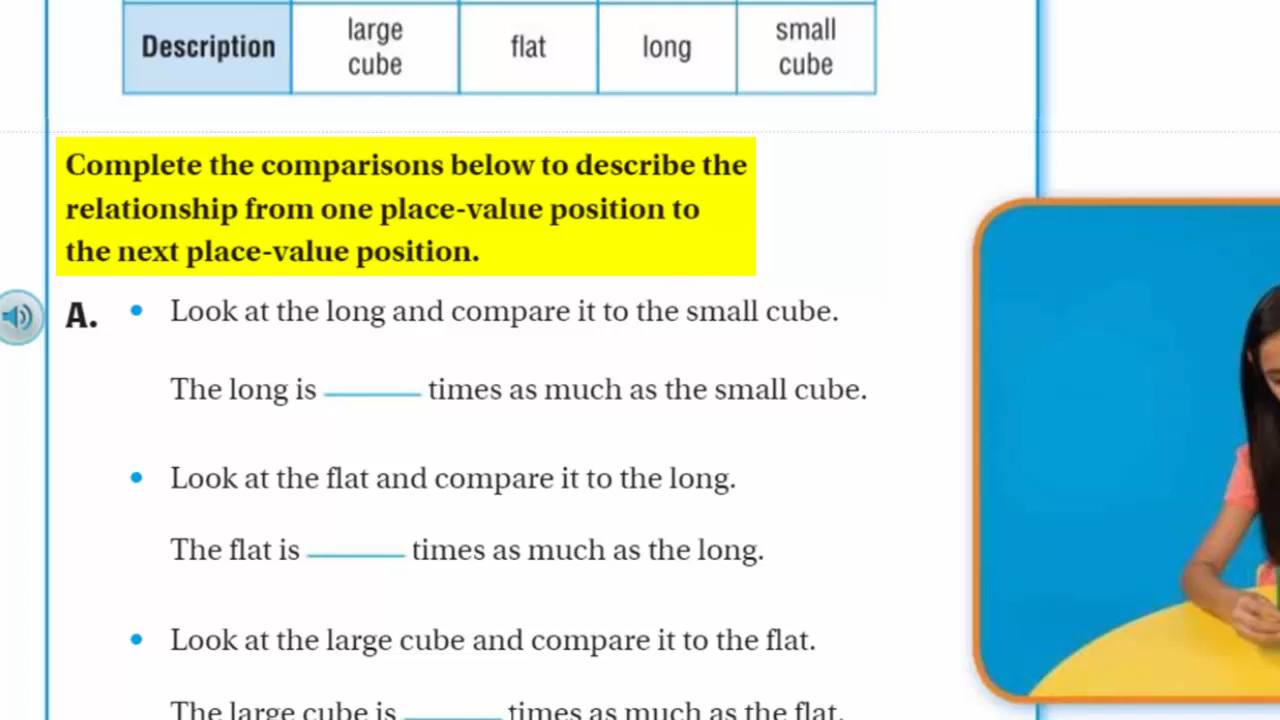 Description large cube flat long small cube
Complete the comparisons below to describe the
relationship from one place-value position to
the next place-value position.
A. • Look at the long and compare it to the small cube.
The long is ______ times as much as the small cube.
• Look at the flat and compare it to the long.
The flat is ______ times as much as the long.
• Look at the large cube and compare it to the flat.
The large cube is ______ times as much as the flat.